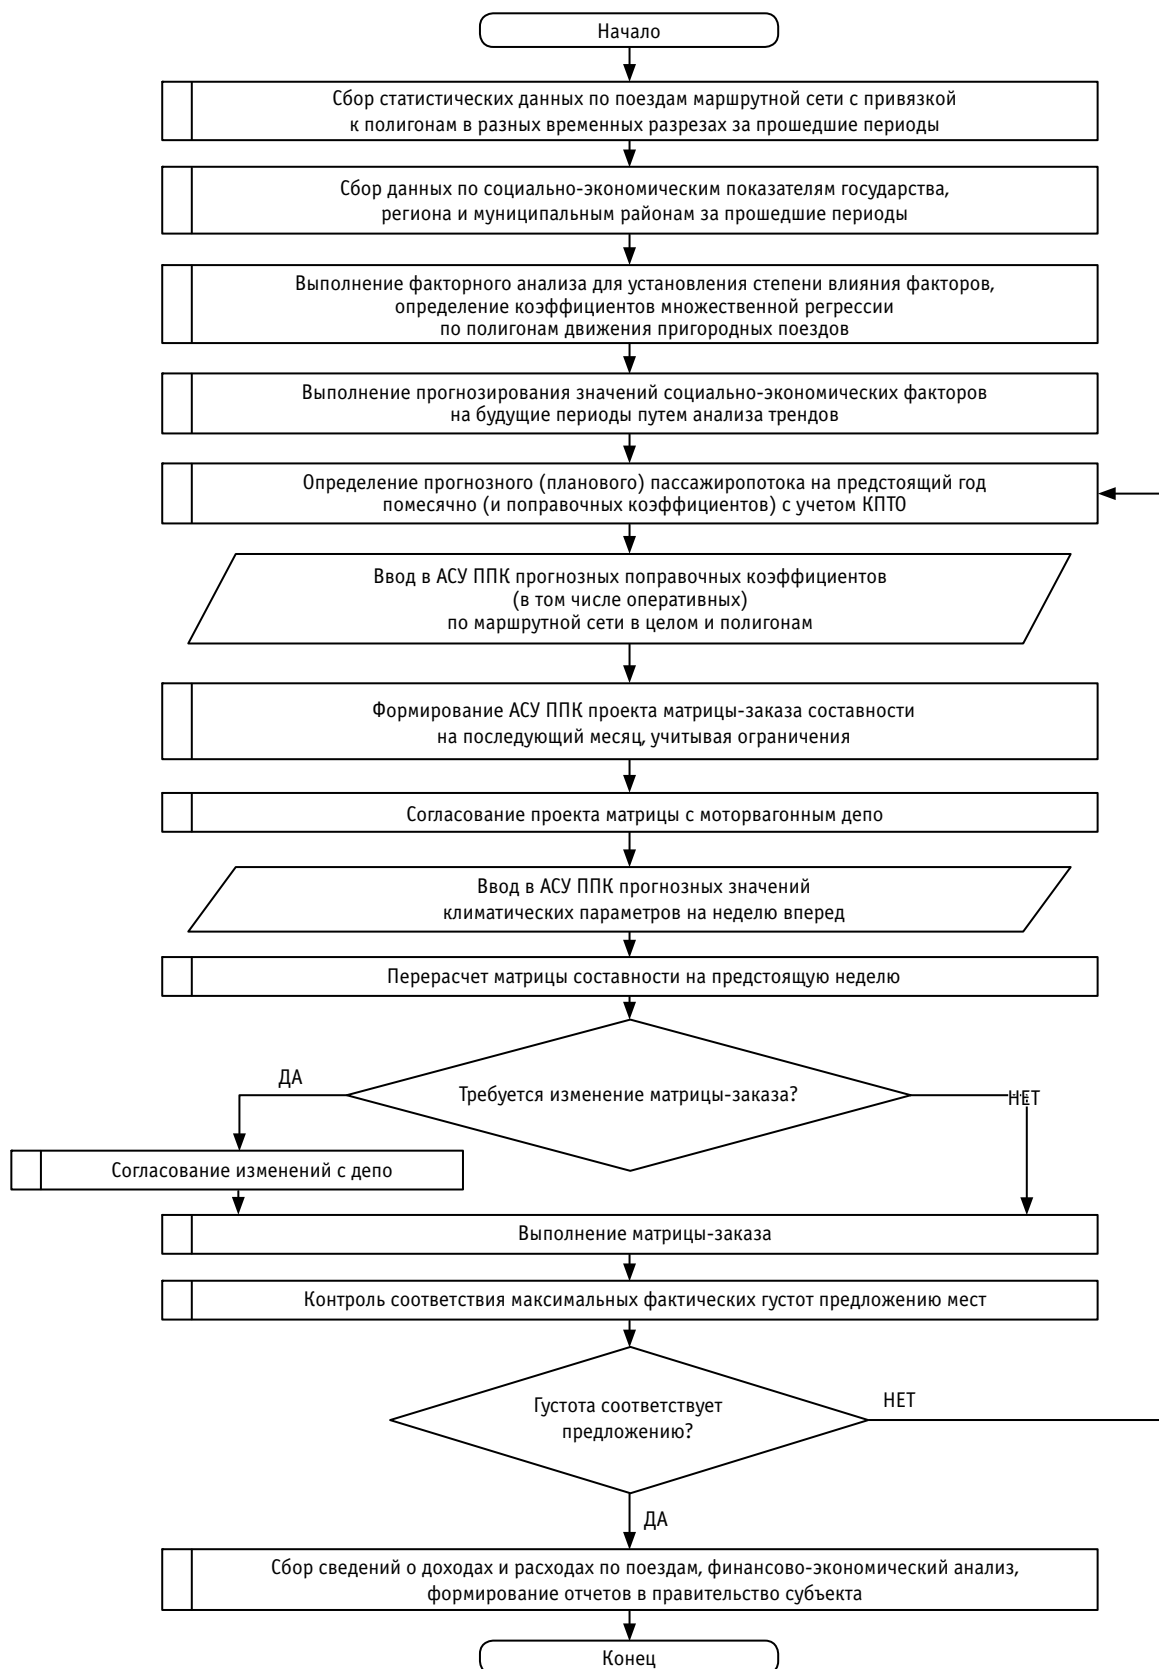 Начало
Сбор статистических данных по поездам маршрутной сети с привязкой
к полигонам в разных временных разрезах за прошедшие периоды
Сбор данных по социально-экономическим показателям государства,
региона и муниципальным районам за прошедшие периоды
Выполнение факторного анализа для установления степени влияния факторов,
определение коэффициентов множественной регрессии
по полигонам движения пригородных поездов
Выполнение прогнозирования значений социально-экономических факторов
на будущие периоды путем анализа трендов
Определение прогнозного (планового) пассажиропотока на предстоящий год
помесячно (и поправочных коэффициентов) с учетом КПТО
Ввод в АСУ ППК прогнозных поправочных коэффициентов
(в том числе оперативных)
по маршрутной сети в целом и полигонам
Формирование АСУ ППК проекта матрицы-заказа составности
на последующий месяц, учитывая ограничения
Согласование проекта матрицы с моторвагонным депо
Ввод в АСУ ППК прогнозных значений
климатических параметров на неделю вперед
Перерасчет матрицы составности на предстоящую неделю
ДА
Требуется изменение матрицы-заказа?
НЕТ
Согласование изменений с депо
Выполнение матрицы-заказа
Контроль соответствия максимальных фактических густот предложению мест
Густота соответствует
предложению?
НЕТ
ДА
Сбор сведений о доходах и расходах по поездам, финансово-экономический анализ,
формирование отчетов в правительство субъекта
Конец